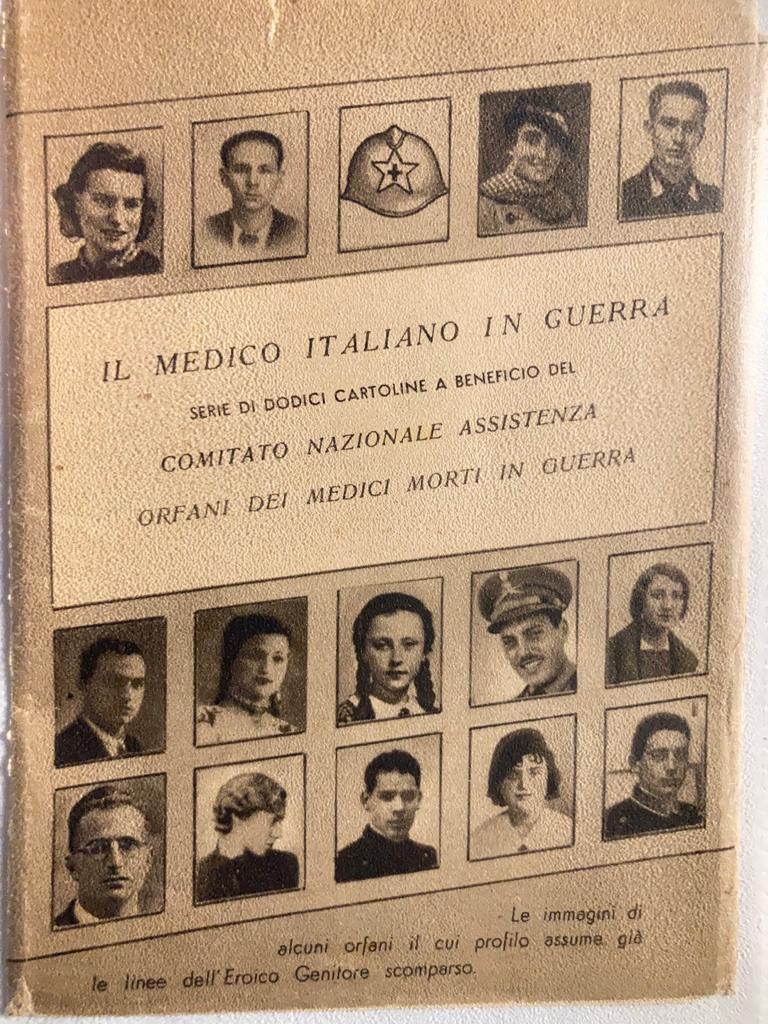 IL MEDICO ITALIANO IN GUERRA
SERIE DI DODICI CARTOLINE A BENEFICIO DEL
COMITATO NAZIONALE ASSISTENZA
ORFANI DEI MEDICI MORTI IN GUERRA
- Le immagini di
alcuni orfani il cui profilo assume già
le linee dell'Eroico Genitore scomparso.